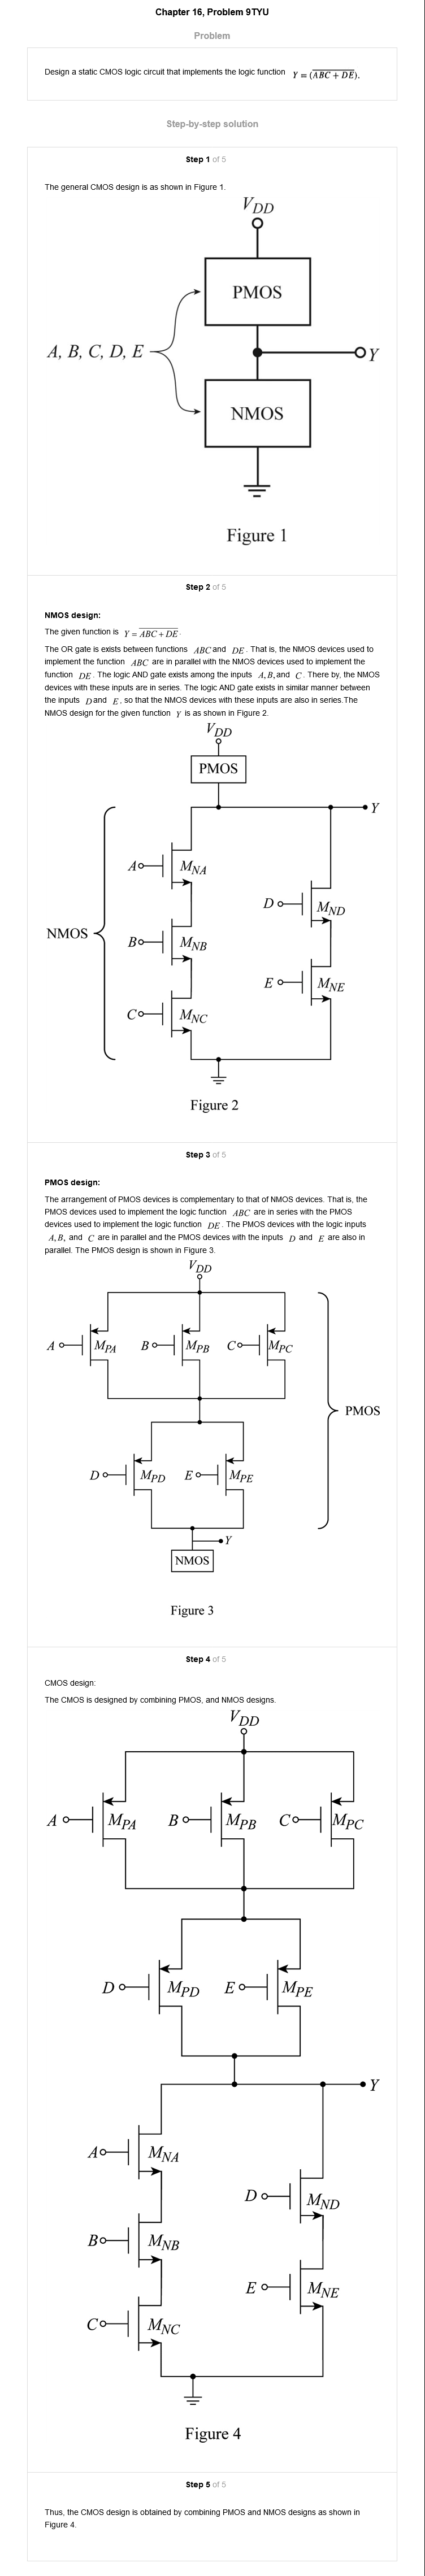 Chapter 16, Problem 9TYU
Problem
Design a static CMOS logic circuit that implements the logic function Y = (\overline{ABC + DE}).
Step-by-step solution
Step 1 of 5
The general CMOS design is as shown in Figure 1.
V_{DD}
PMOS
A, B, C, D, E
Y
NMOS
Figure 1
Step 2 of 5
NMOS design:
The given function is Y = \overline{ABC + DE}.
The OR gate is exists between functions ABC and DE. That is, the NMOS devices used to
implement the function ABC are in parallel with the NMOS devices used to implement the
function DE. The logic AND gate exists among the inputs A, B, and C. There by, the NMOS
devices with these inputs are in series. The logic AND gate exists in similar manner between
the inputs D and E, so that the NMOS devices with these inputs are also in series.The
NMOS design for the given function Y is as shown in Figure 2.
V_{DD}
PMOS
Y
A M_{NA}
D M_{ND}
NMOS
B M_{NB}
E M_{NE}
C M_{NC}
Figure 2
Step 3 of 5
PMOS design:
The arrangement of PMOS devices is complementary to that of NMOS devices. That is, the
PMOS devices used to implement the logic function ABC are in series with the PMOS
devices used to implement the logic function DE. The PMOS devices with the logic inputs
A, B, and C are in parallel and the PMOS devices with the inputs D and E are also in
parallel. The PMOS design is shown in Figure 3.
V_{DD}
A M_{PA} B M_{PB} C M_{PC}
PMOS
D M_{PD} E M_{PE}
Y
NMOS
Figure 3
Step 4 of 5
CMOS design:
The CMOS is designed by combining PMOS, and NMOS designs.
V_{DD}
A M_{PA} B M_{PB} C M_{PC}
D M_{PD} E M_{PE}
Y
A M_{NA}
D M_{ND}
B M_{NB}
E M_{NE}
C M_{NC}
Figure 4
Step 5 of 5
Thus, the CMOS design is obtained by combining PMOS and NMOS designs as shown in
Figure 4.